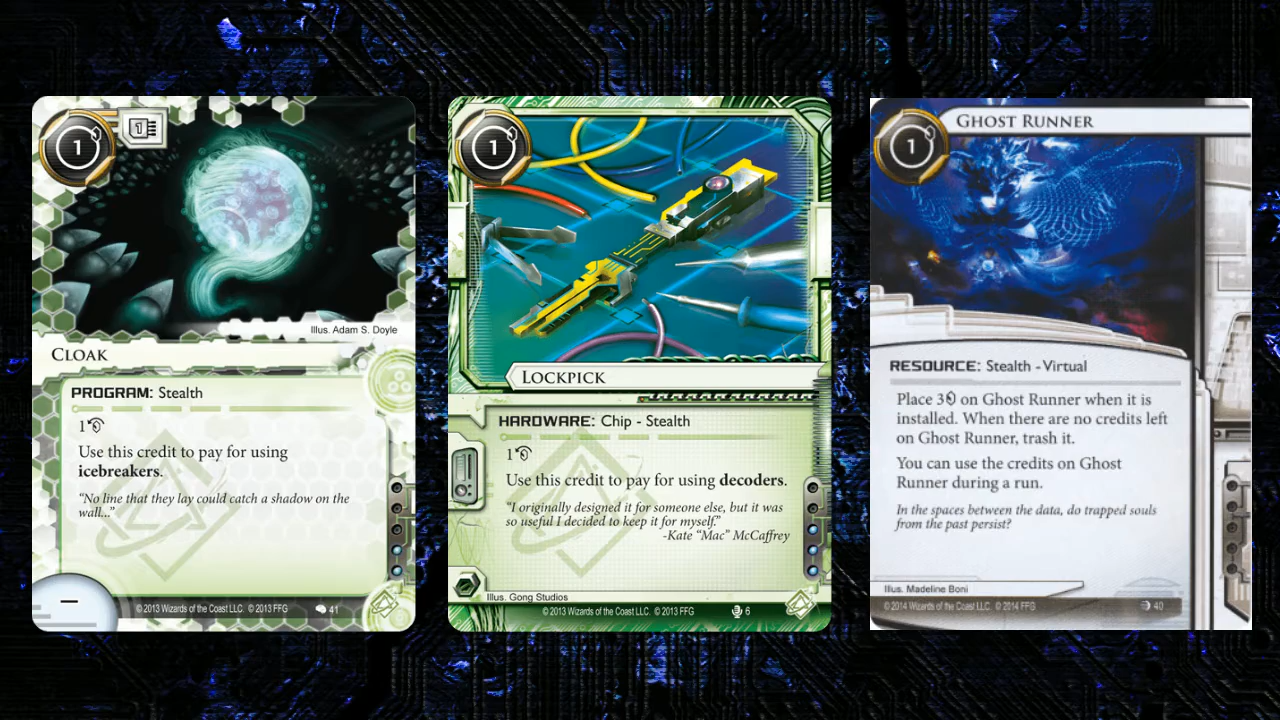 1
1
Illus. Adam S. Doyle
CLOAK
PROGRAM: Stealth
1
Use this credit to pay for using
icebreakers.
“No line that they lay could catch a shadow on the
wall...”
–
© 2013 Wizards of the Coast LLC. © 2013 FFG
41
1
LOCKPICK
HARDWARE: Chip - Stealth
1
Use this credit to pay for using decoders.
“I originally designed it for someone else, but it was
so useful I decided to keep it for myself.”
-Kate “Mac” McCaffrey
Illus. Gong Studios
© 2013 Wizards of the Coast LLC. © 2013 FFG
6
1
GHOST RUNNER
RESOURCE: Stealth - Virtual
Place 3 on Ghost Runner when it is
installed. When there are no credits left
on Ghost Runner, trash it.
You can use the credits on Ghost
Runner during a run.
In the spaces between the data, do trapped souls
from the past persist?
Illus. Madeline Boni
© 2014 Wizards of the Coast LLC. © 2014 FFG
40